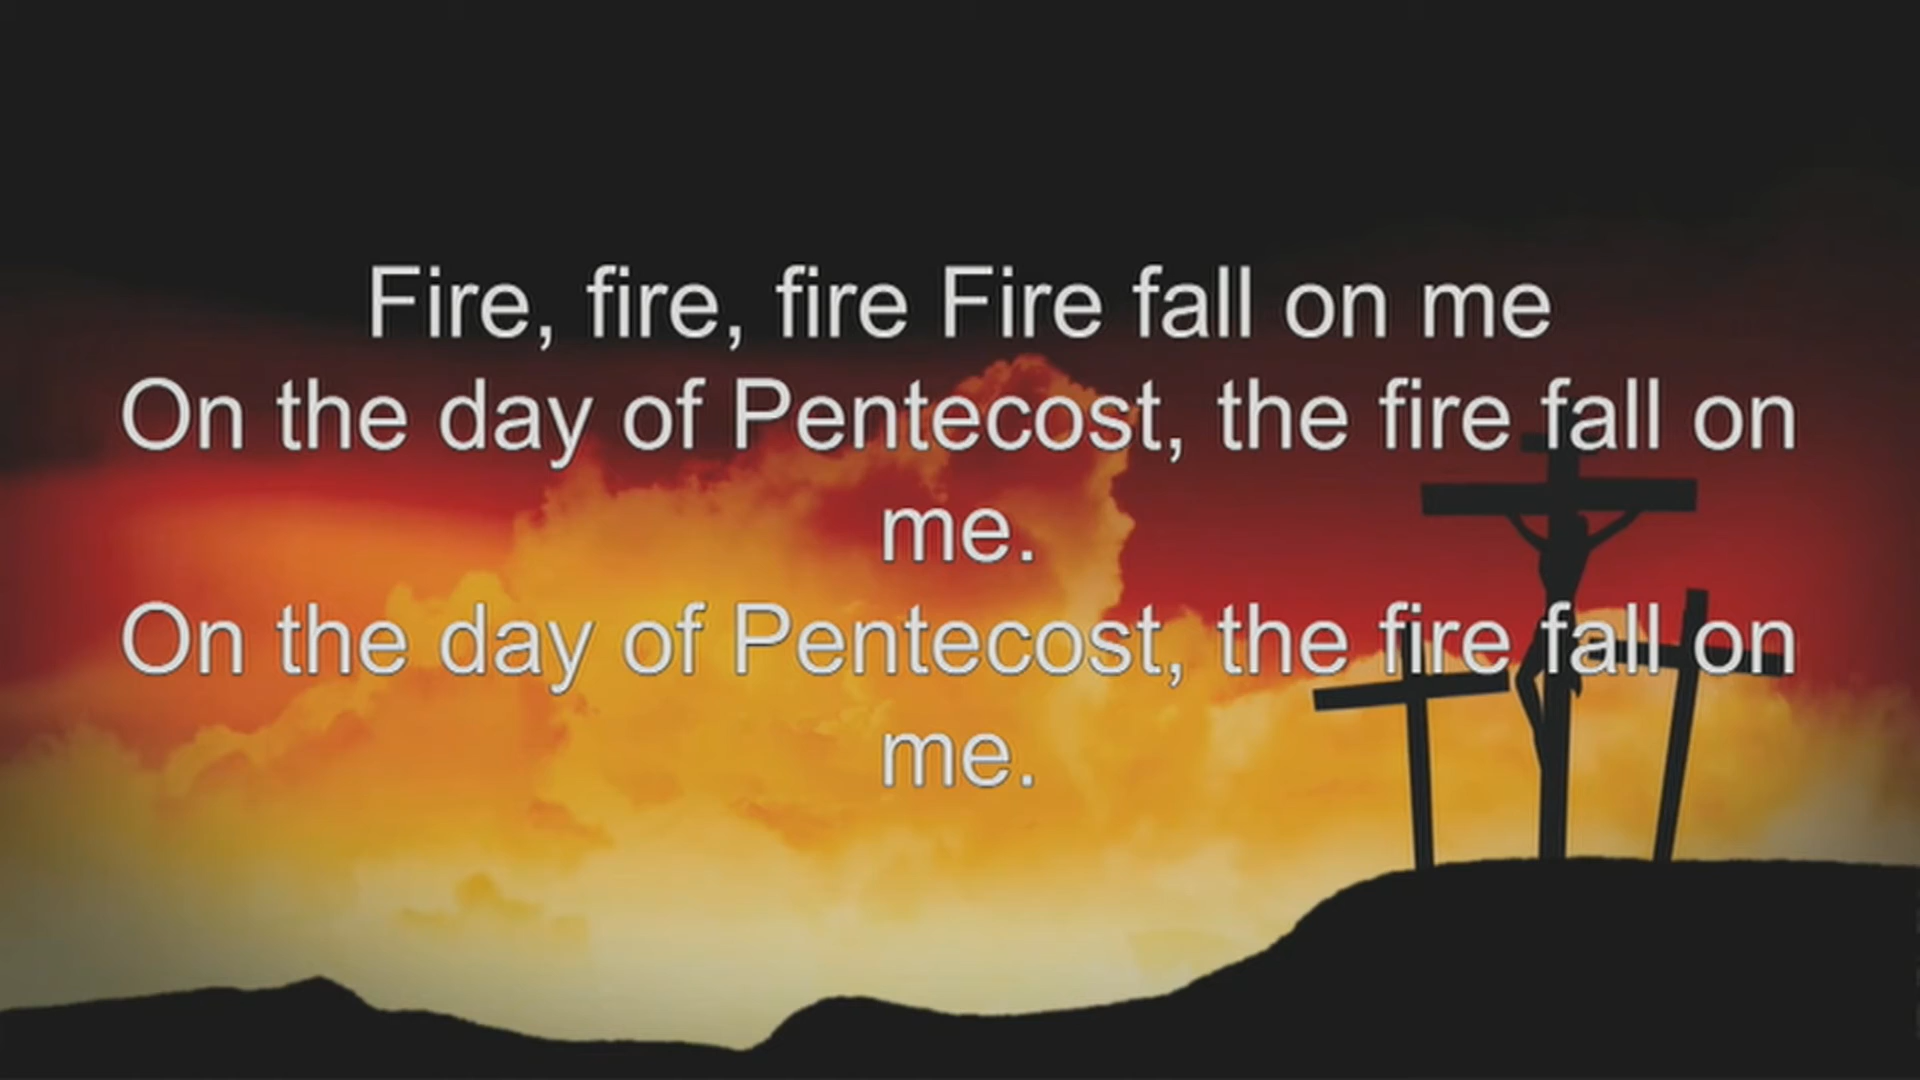 Fire, fire, fire Fire fall on me
On the day of Pentecost, the fire fall on
me.
On the day of Pentecost, the fire fall on
me.